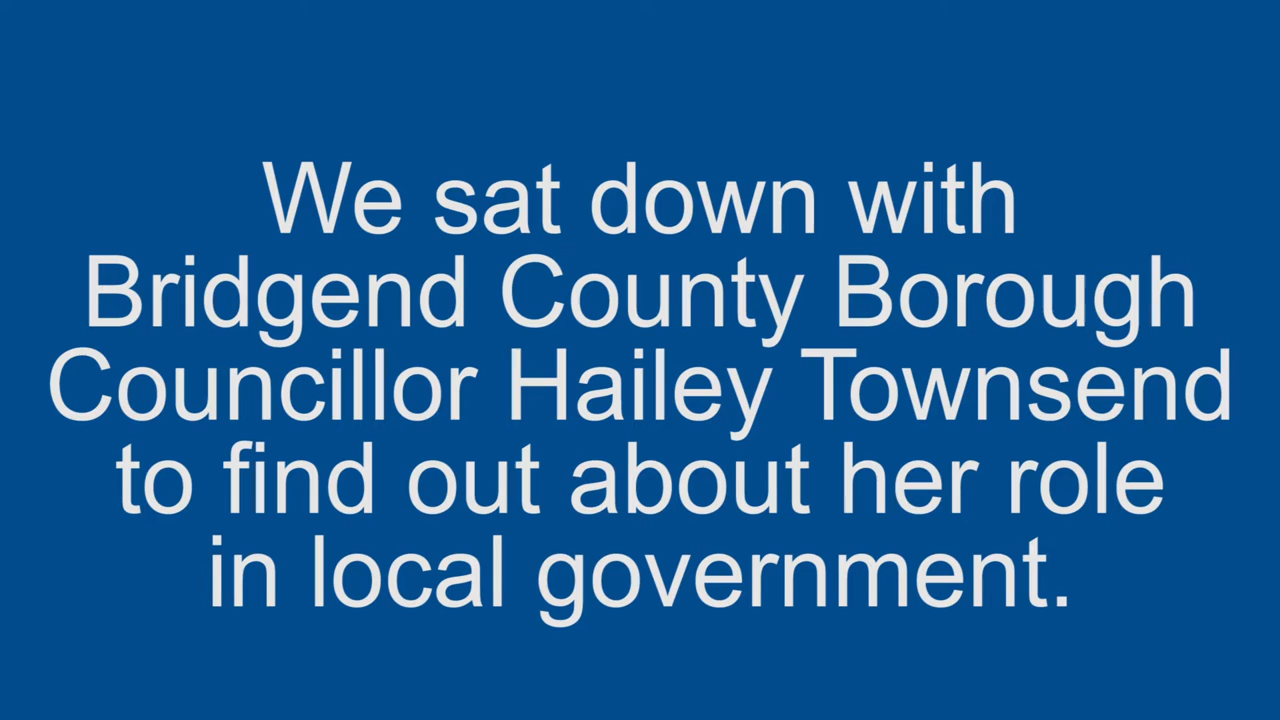 We sat down with
Bridgend County Borough
Councillor Hailey Townsend
to find out about her role
in local government.